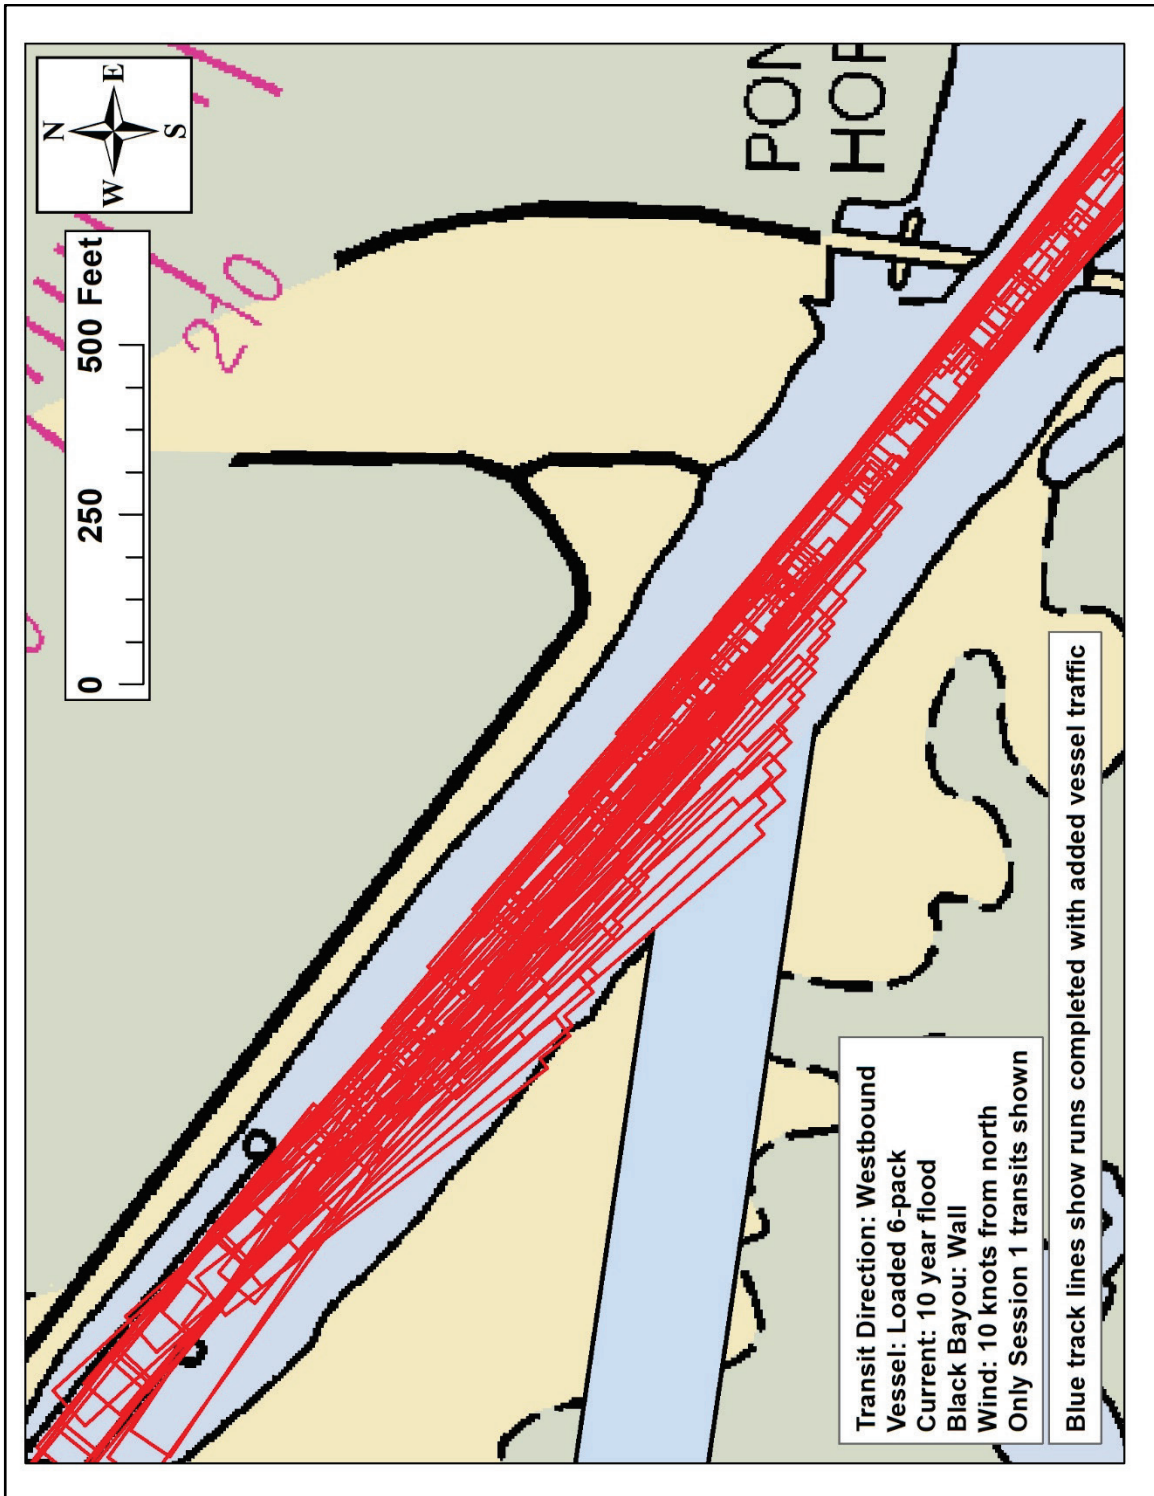 N
W E
S
0 250 500 Feet
210
PON
HOR
Transit Direction: Westbound
Vessel: Loaded 6-pack
Current: 10 year flood
Black Bayou: Wall
Wind: 10 knots from north
Only Session 1 transits shown
Blue track lines show runs completed with added vessel traffic